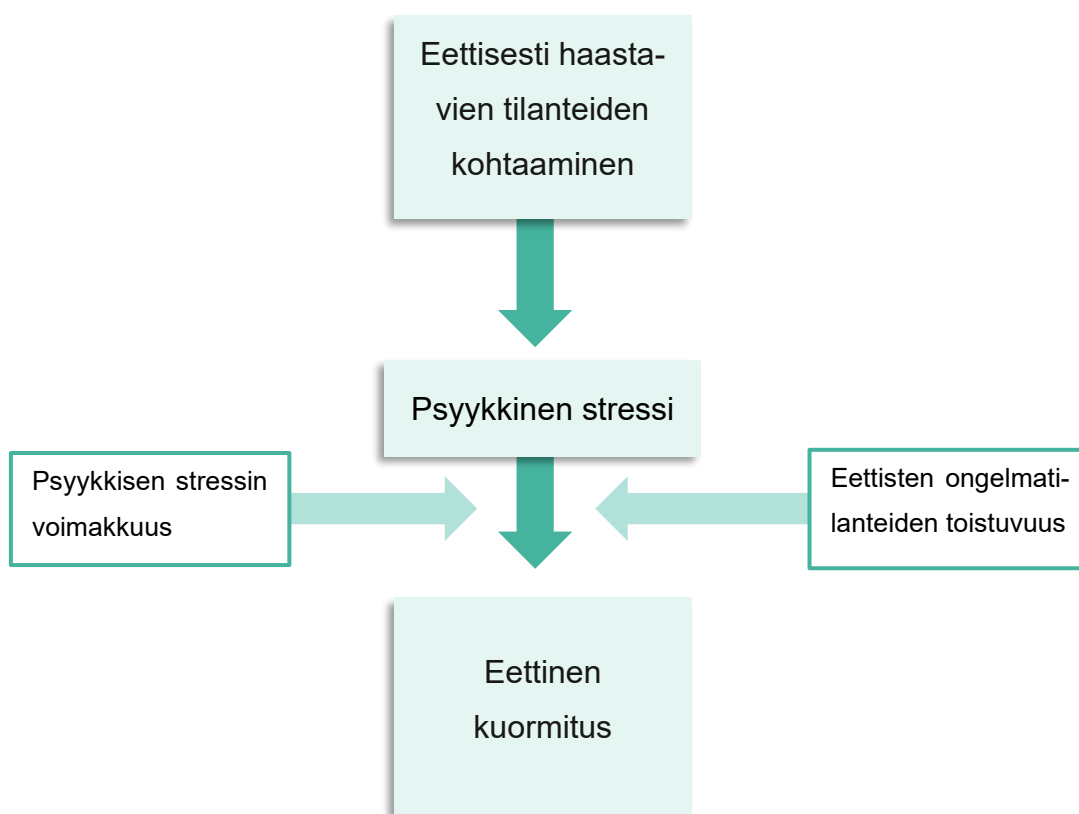 Eettisesti haasta-
vien tilanteiden
kohtaaminen
Psyykkinen stressi
Psyykkisen stressin
voimakkuus
Eettisten ongelmati-
lanteiden toistuvuus
Eettinen
kuormitus